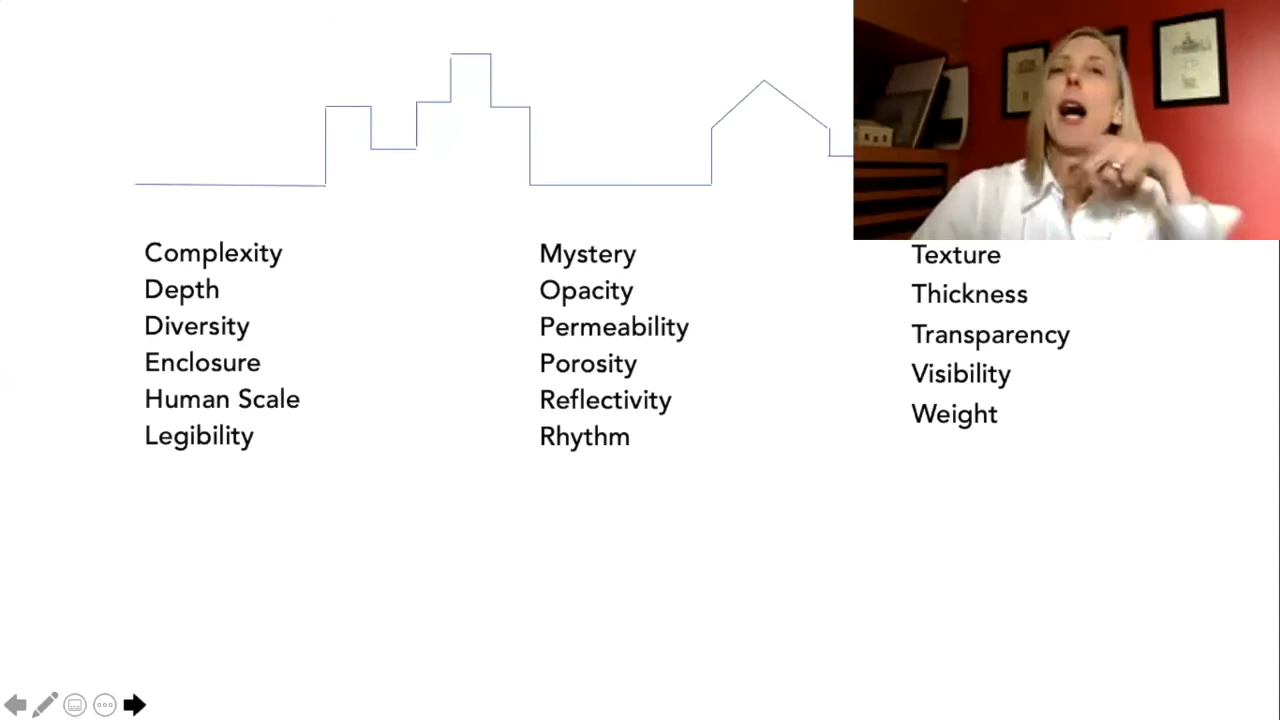 Complexity
Depth
Diversity
Enclosure
Human Scale
Legibility
Mystery
Opacity
Permeability
Porosity
Reflectivity
Rhythm
Texture
Thickness
Transparency
Visibility
Weight